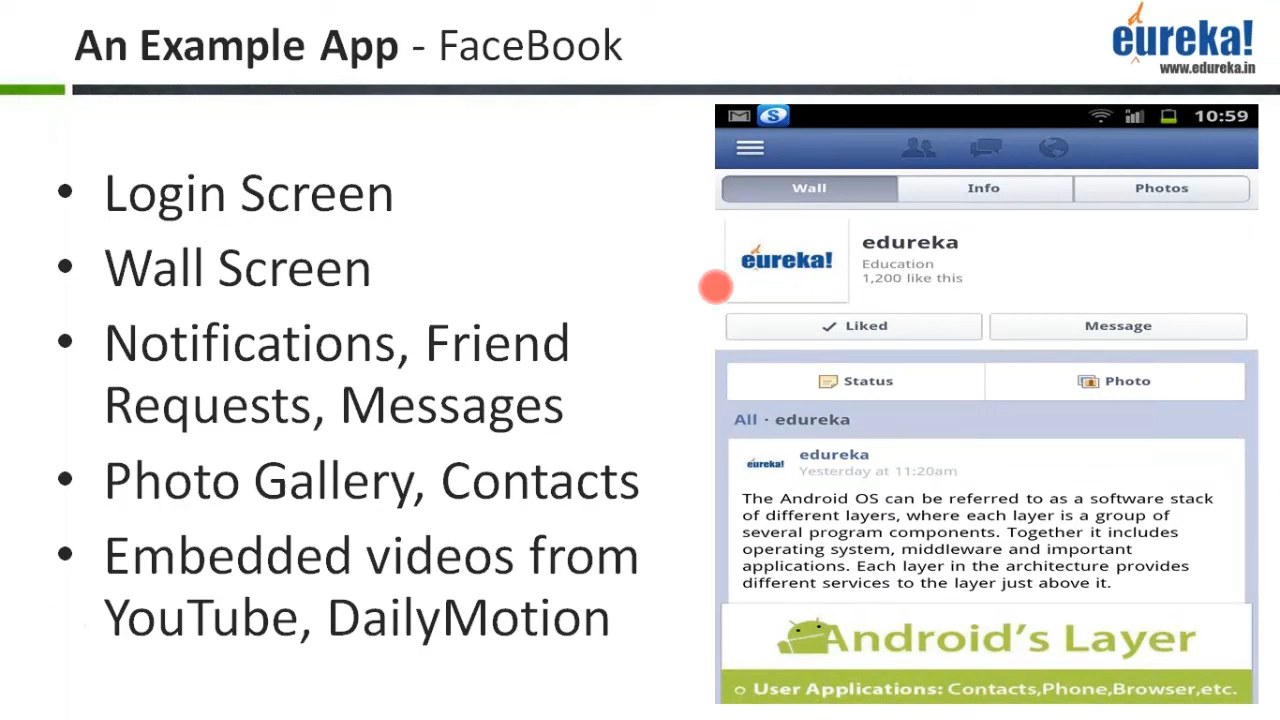 An Example App - FaceBook
edureka!
www.edureka.in
• Login Screen
• Wall Screen
• Notifications, Friend
Requests, Messages
• Photo Gallery, Contacts
• Embedded videos from
YouTube, DailyMotion
S 10:59
Wall Info Photos
edureka!
edureka
Education
1,200 like this
✓ Liked Message
Status Photo
All · edureka
edureka!
edureka
Yesterday at 11:20am
The Android OS can be referred to as a software stack
of different layers, where each layer is a group of
several program components. Together it includes
operating system, middleware and important
applications. Each layer in the architecture provides
different services to the layer just above it.
Android's Layer
○ User Applications: Contacts,Phone,Browser,etc.